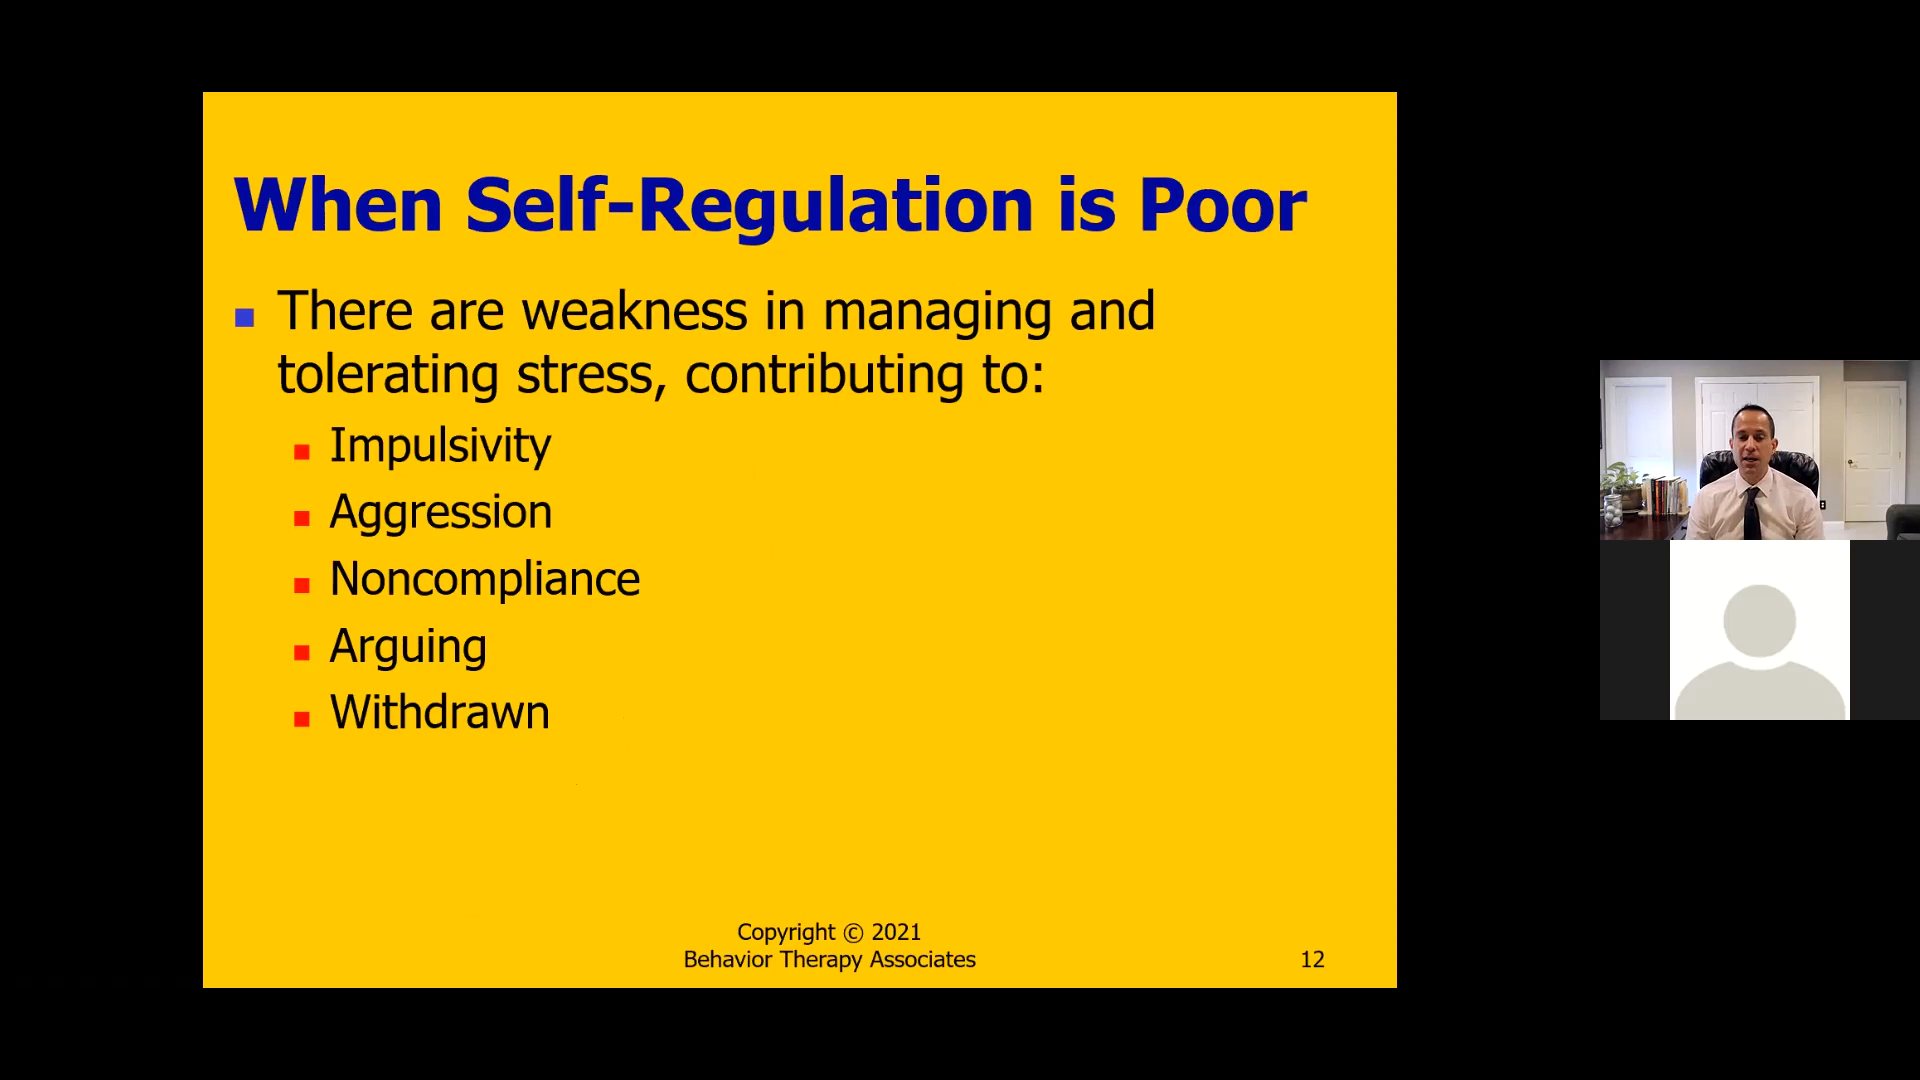 When Self-Regulation is Poor
There are weakness in managing and
tolerating stress, contributing to:
Impulsivity
Aggression
Noncompliance
Arguing
Withdrawn
Copyright © 2021
Behavior Therapy Associates
12